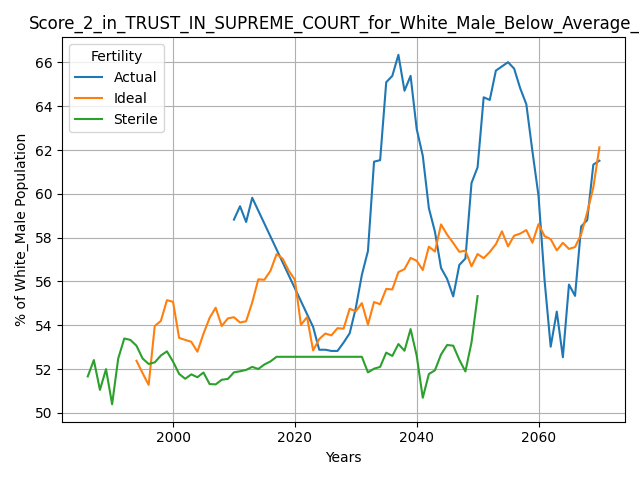 Score_2_in_TRUST_IN_SUPREME_COURT_for_White_Male_Below_Average_
Fertility
Actual
Ideal
Sterile
% of White_Male Population
66
64
62
60
58
56
54
52
50
2000 2020 2040 2060
Years